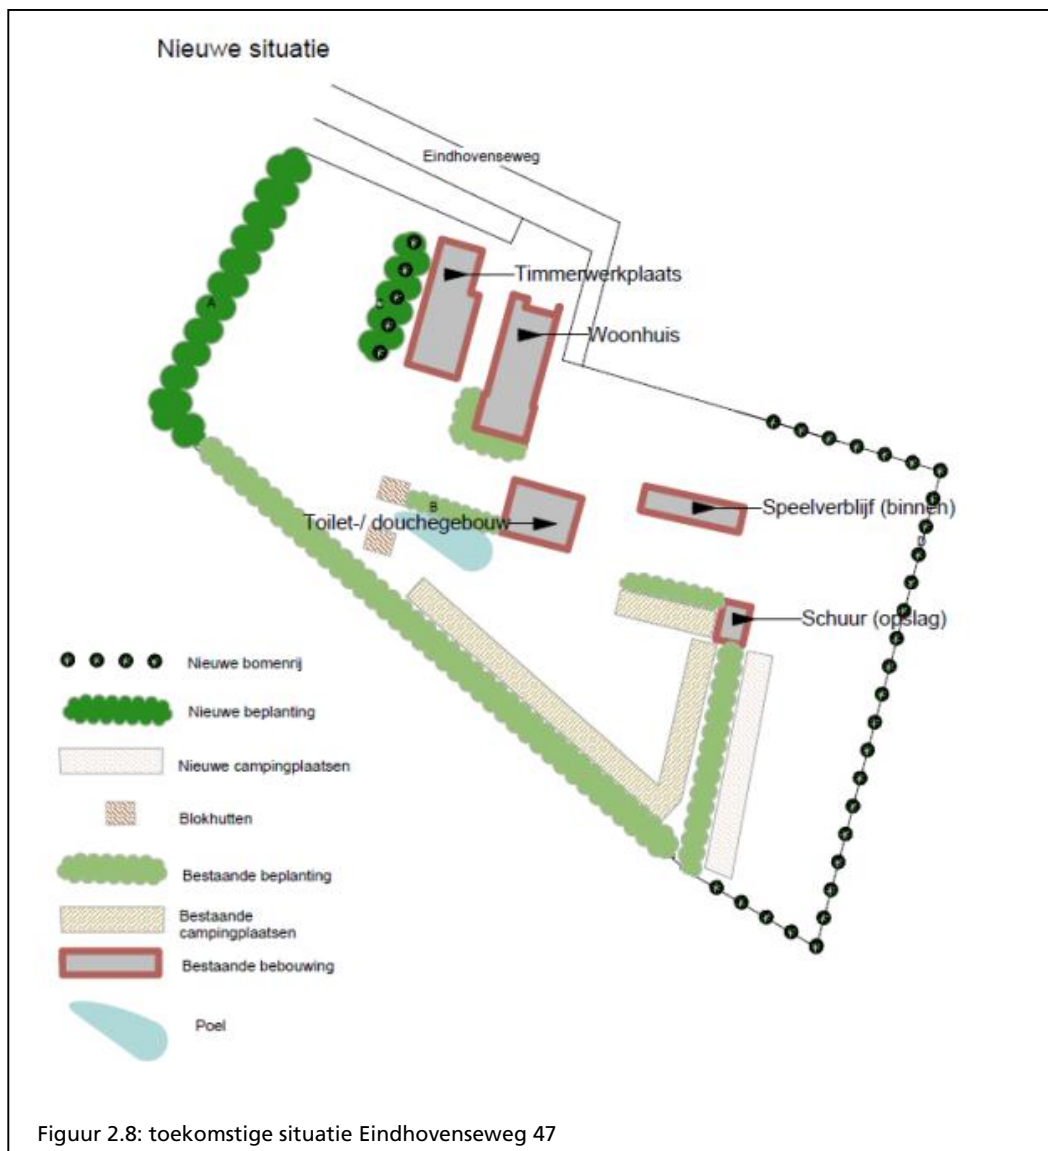 Nieuwe situatie
Eindhovenseweg
Timmerwerkplaats
Woonhuis
A
C
B
Toilet-/ douchegebouw
Speelverblijf (binnen)
D
Schuur (opslag)
Nieuwe bomenrij
Nieuwe beplanting
Nieuwe campingplaatsen
Blokhutten
Bestaande beplanting
Bestaande
campingplaatsen
Bestaande bebouwing
Poel
Figuur 2.8: toekomstige situatie Eindhovenseweg 47